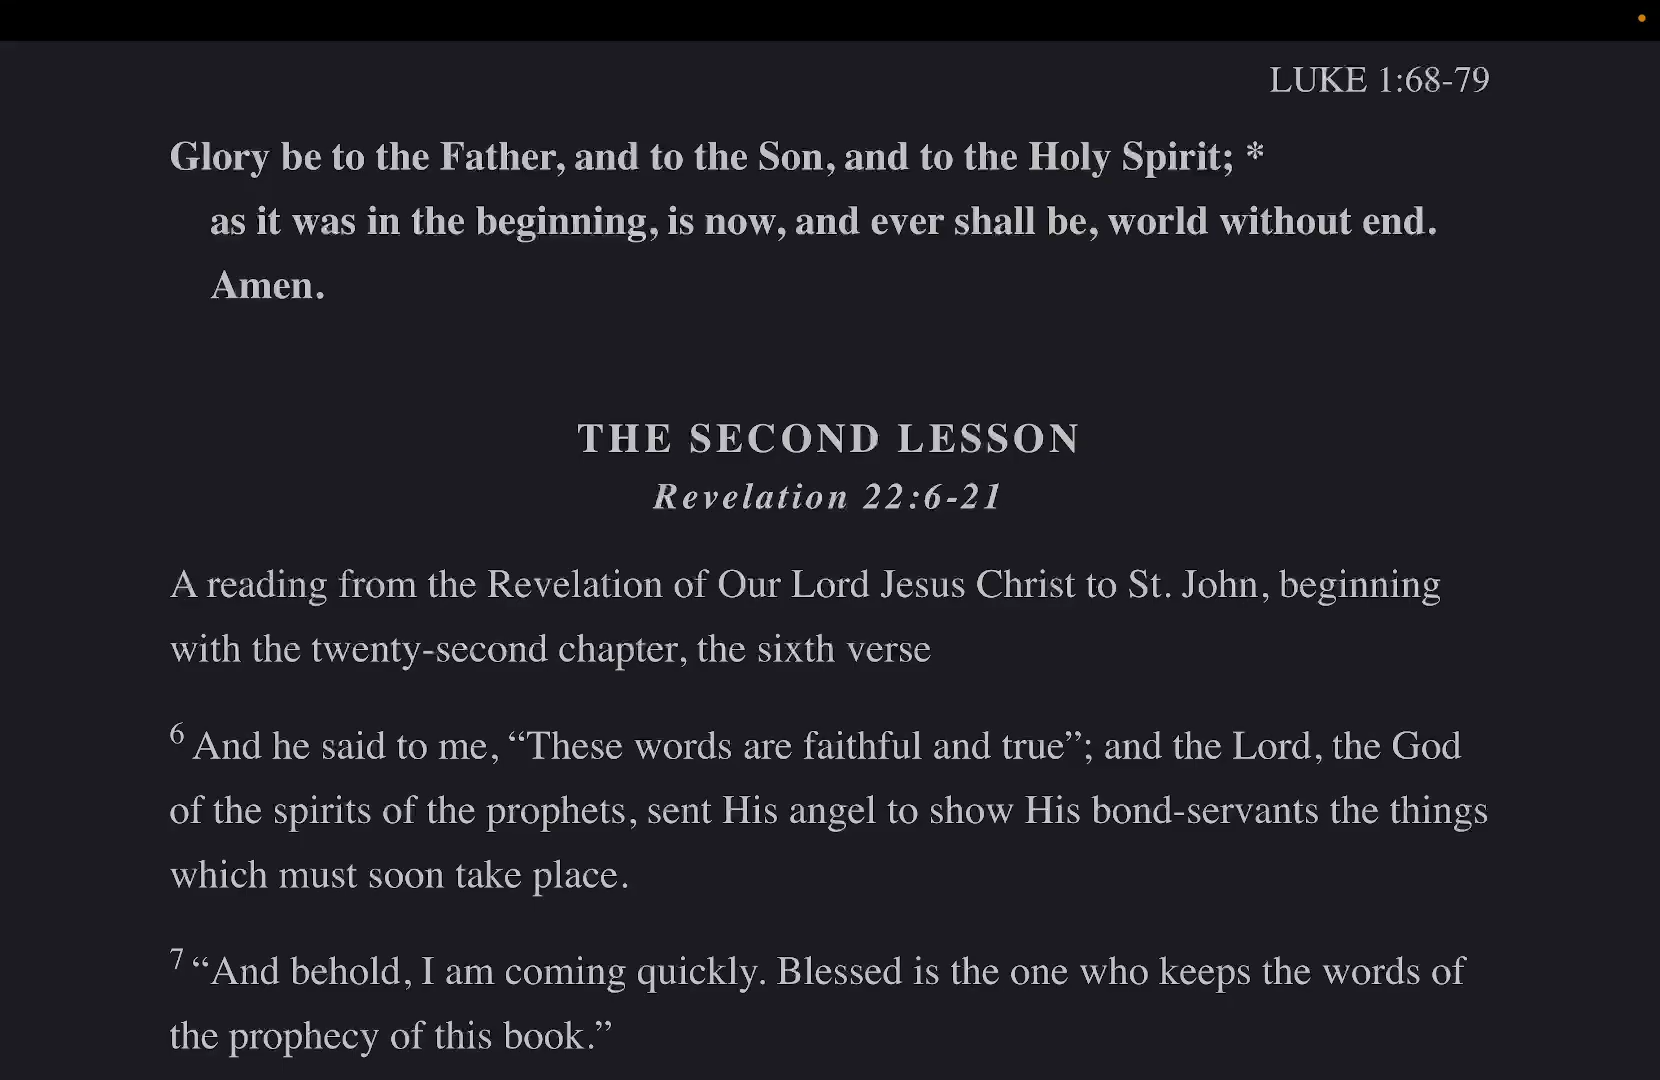 LUKE 1:68-79
Glory be to the Father, and to the Son, and to the Holy Spirit; *
as it was in the beginning, is now, and ever shall be, world without end.
Amen.
THE SECOND LESSON
Revelation 22:6-21
A reading from the Revelation of Our Lord Jesus Christ to St. John, beginning
with the twenty-second chapter, the sixth verse
6 And he said to me, “These words are faithful and true”; and the Lord, the God
of the spirits of the prophets, sent His angel to show His bond-servants the things
which must soon take place.
7 “And behold, I am coming quickly. Blessed is the one who keeps the words of
the prophecy of this book.”